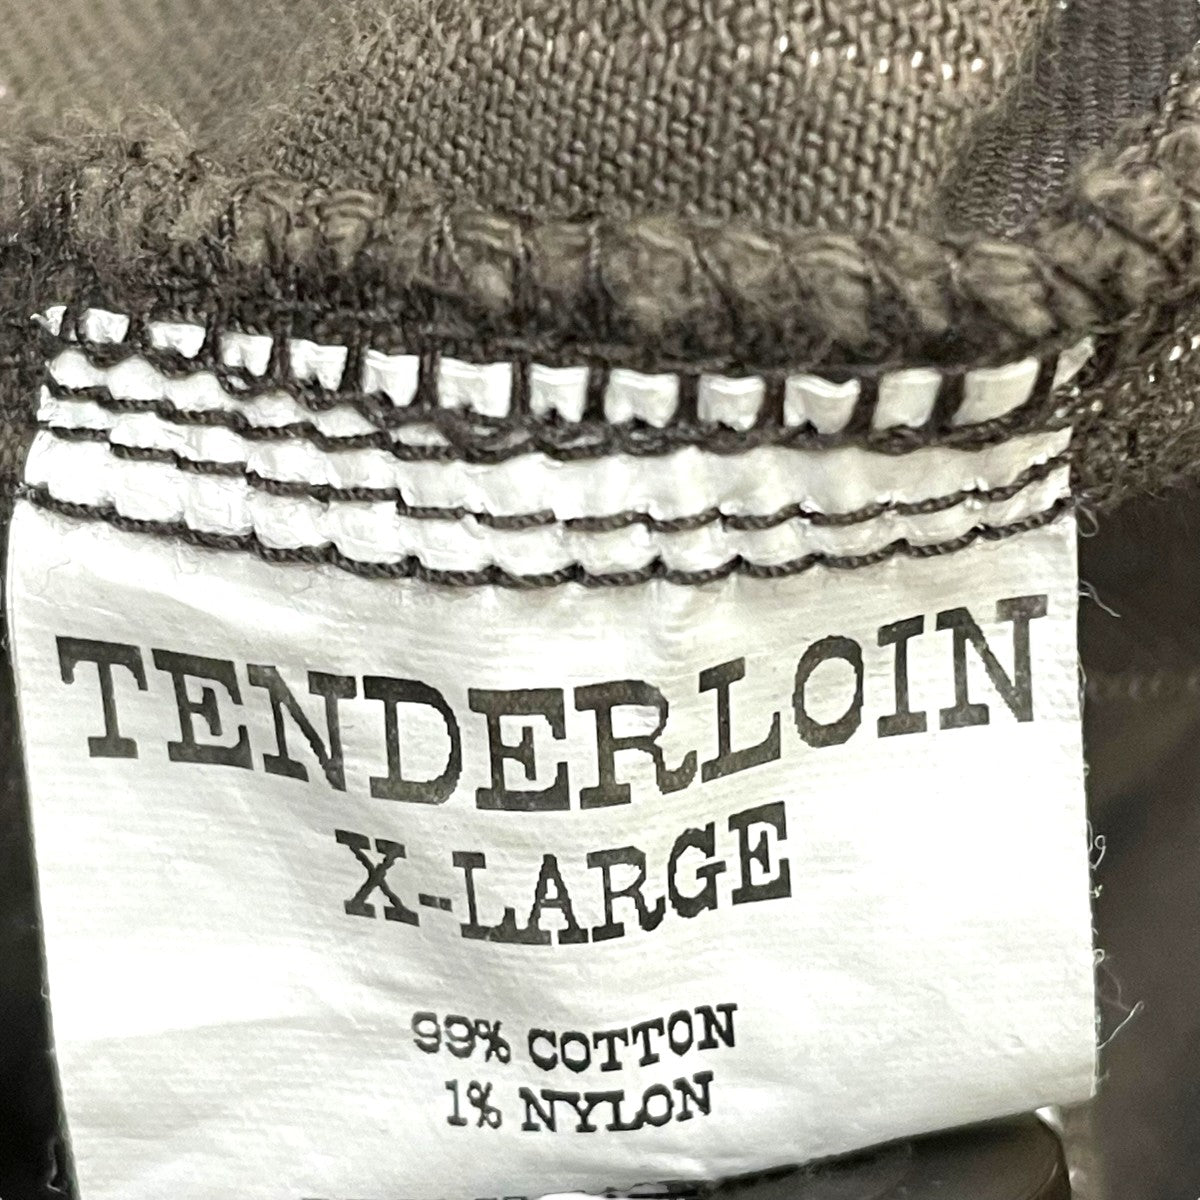 TENDERLOIN
X-LARGE
99% COTTON
1% NYLON